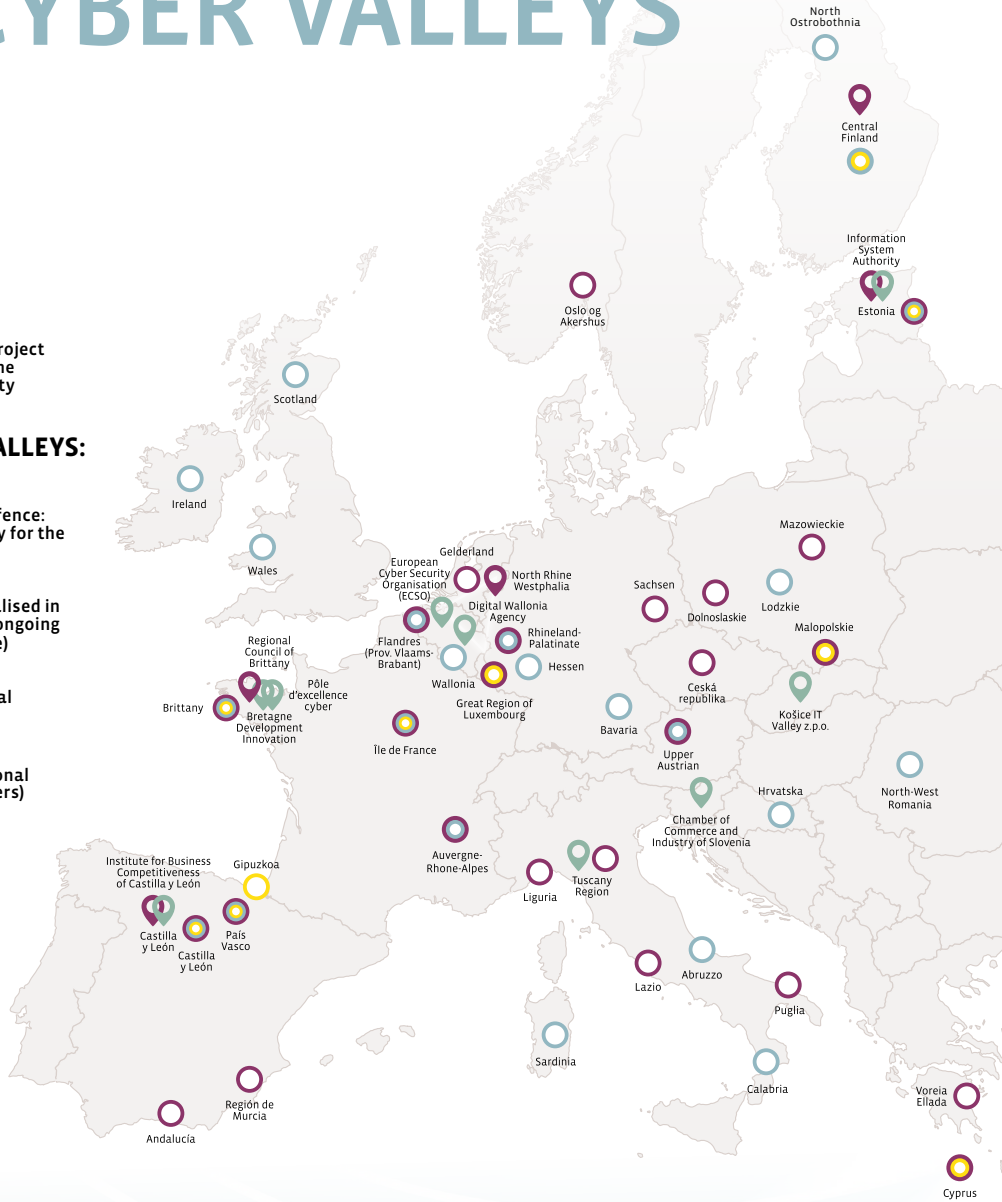 CYBER VALLEYS
North
Ostrobothnia
Central
Finland
Information
System
Authority
Estonia
Oslo og
Akershus
roject
ne
ty
Scotland
ALLEYS:
Ireland
fence:
y for the
Wales
Mazowieckie
Gelderland
European
Cyber Security
Organisation
(ECSO)
North Rhine
Westphalia
Sachsen
Dolnoslaskie
Lodzkie
Digital Wallonia
Agency
Malopolskie
alised in
ongoing
e)
Flandres
(Prov. Vlaams-
Brabant)
Rhineland-
Palatinate
Regional
Council of
Brittany
Hessen
Wallonia
Great Region of
Luxembourg
Ceská
republika
Košice IT
Valley z.p.o.
al
Brittany
Pôle
d'excellence
cyber
Bretagne
Development
Innovation
Île de France
Bavaria
Upper
Austrian
onal
ers)
Hrvatska
North-West
Romania
Chamber of
Commerce and
Industry of Slovenia
Auvergne-
Rhone-Alpes
Institute for Business
Competitiveness
of Castilla y León
Gipuzkoa
Liguria
Tuscany
Region
Castilla
y León
Castilla
y León
País
Vasco
Lazio
Abruzzo
Puglia
Sardinia
Calabria
Voreia
Ellada
Región de
Murcia
Andalucía
Cyprus